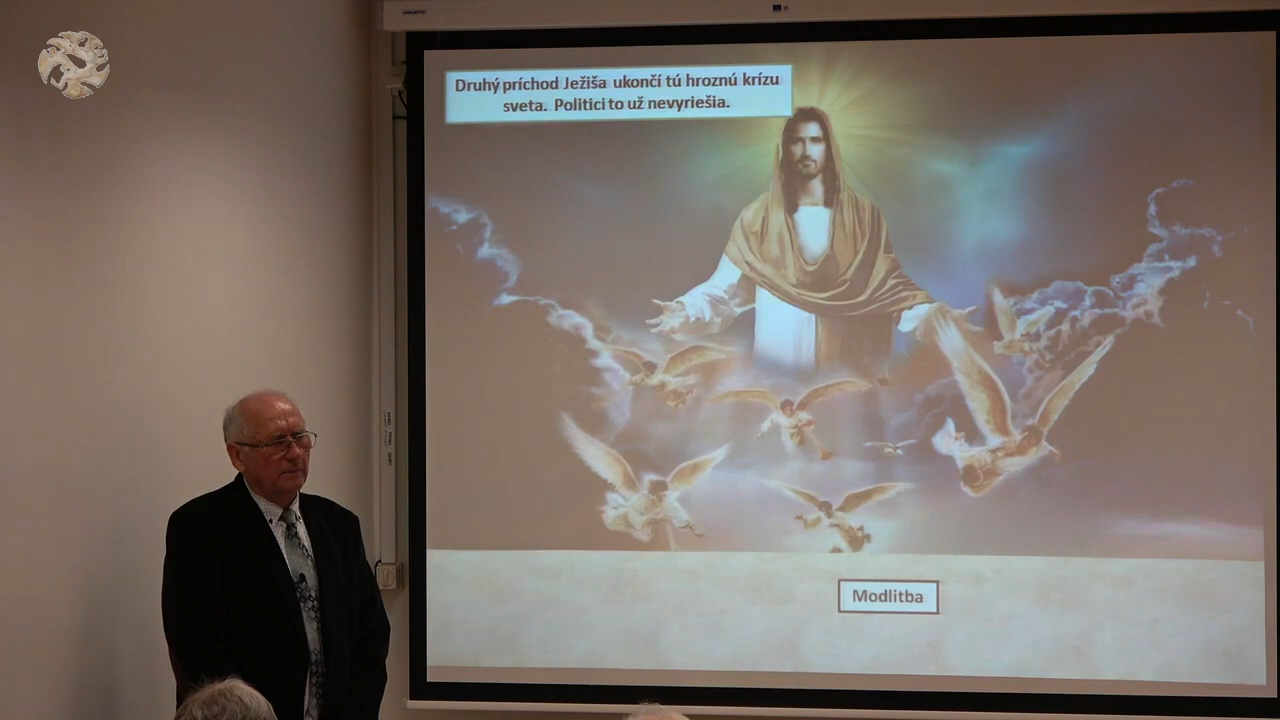 Druhý príchod Ježiša ukončí tú hroznú krízu
sveta. Politici to už nevyriešia.
Modlitba